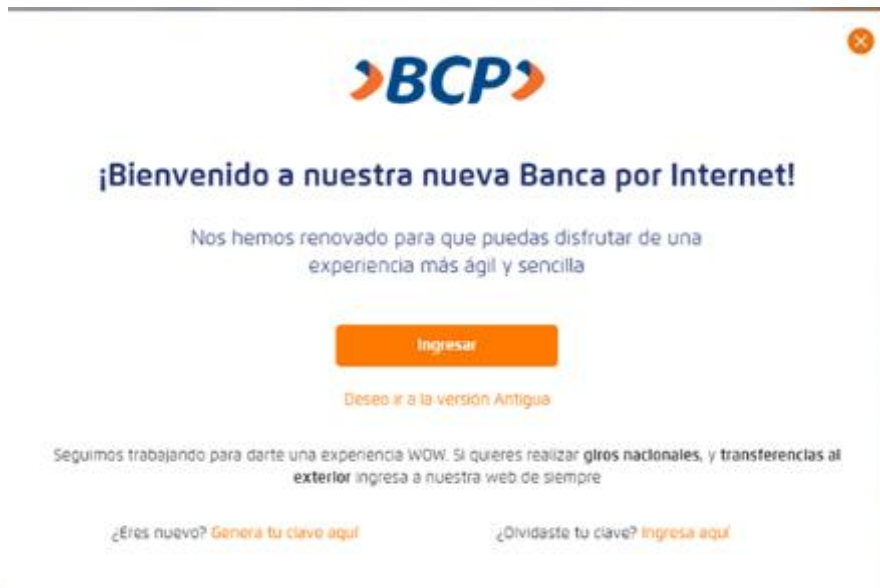 BCP
¡Bienvenido a nuestra nueva Banca por Internet!
Nos hemos renovado para que puedas disfrutar de una
experiencia más ágil y sencilla
Ingresar
Deseo ir a la versión Antigua
Seguimos trabajando para darte una experiencia WOW. Si quieres realizar giros nacionales, y transferencias al
exterior ingresa a nuestra web de siempre
¿Eres nuevo? Genera tu clave aquí
¿Olvidaste tu clave? Ingresa aquí